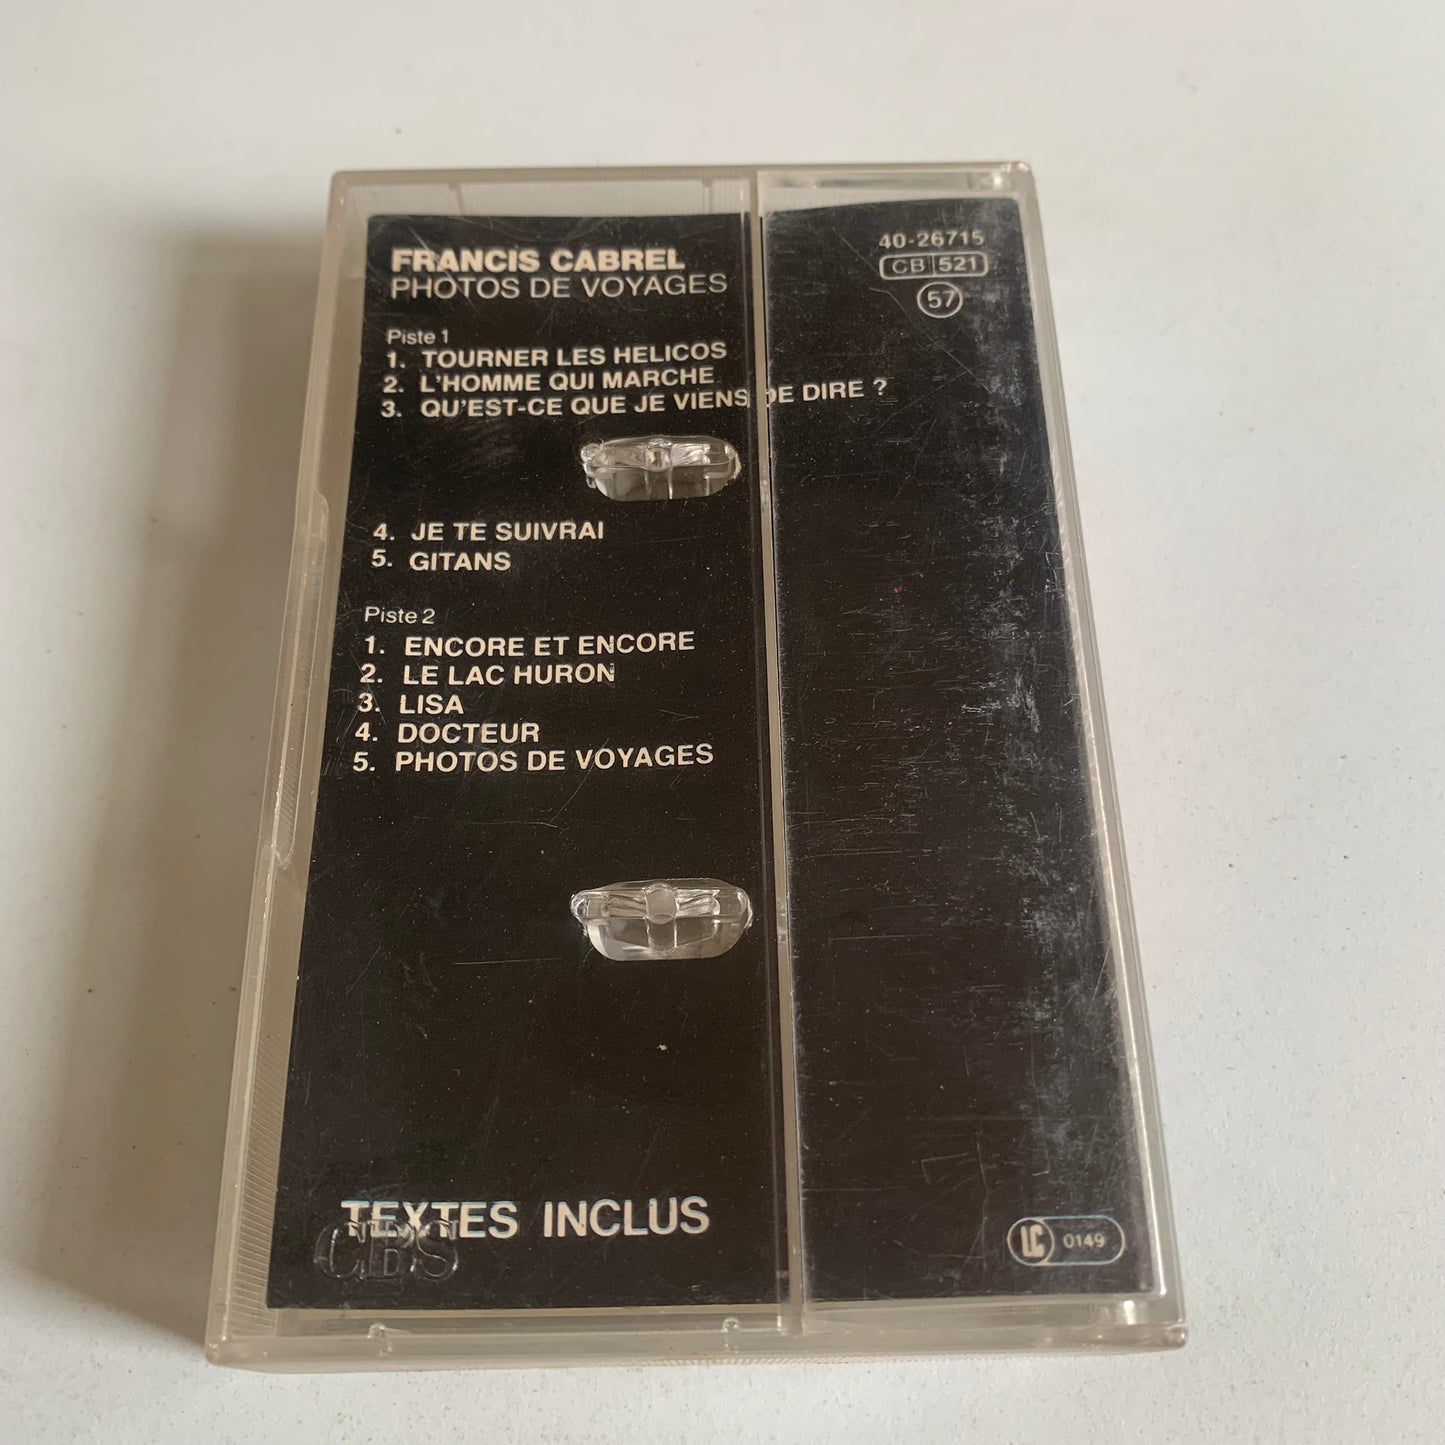 FRANCIS CABREL
PHOTOS DE VOYAGES
40-26715
CB 521
57
Piste 1
1. TOURNER LES HELICOS
2. L'HOMME QUI MARCHE
3. QU'EST-CE QUE JE VIENS DE DIRE ?
4. JE TE SUIVRAI
5. GITANS
Piste 2
1. ENCORE ET ENCORE
2. LE LAC HURON
3. LISA
4. DOCTEUR
5. PHOTOS DE VOYAGES
TEXTES INCLUS
CBS
LC 0149